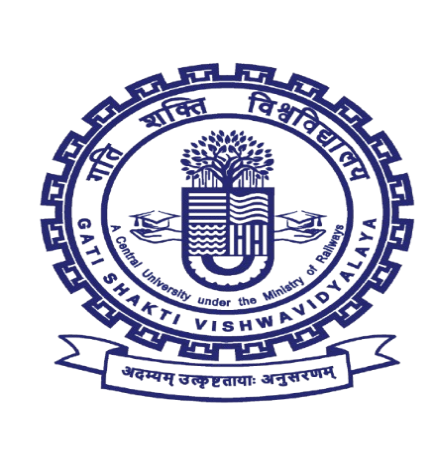 गति शक्ति विश्वविद्यालय
GATI SHAKTI VISHWAVIDYALAYA
A Central University under the Ministry of Railways
अदम्यम् उत्कृष्टतायाः अनुसरणम्